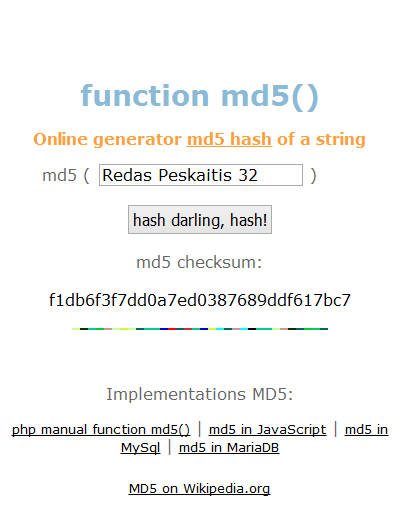 function md5()
Online generator md5 hash of a string
md5 ( Redas Peskaitis 32 )
hash darling, hash!
md5 checksum:
f1db6f3f7dd0a7ed0387689ddf617bc7
Implementations MD5:
php manual function md5() | md5 in JavaScript | md5 in
MySql | md5 in MariaDB
MD5 on Wikipedia.org